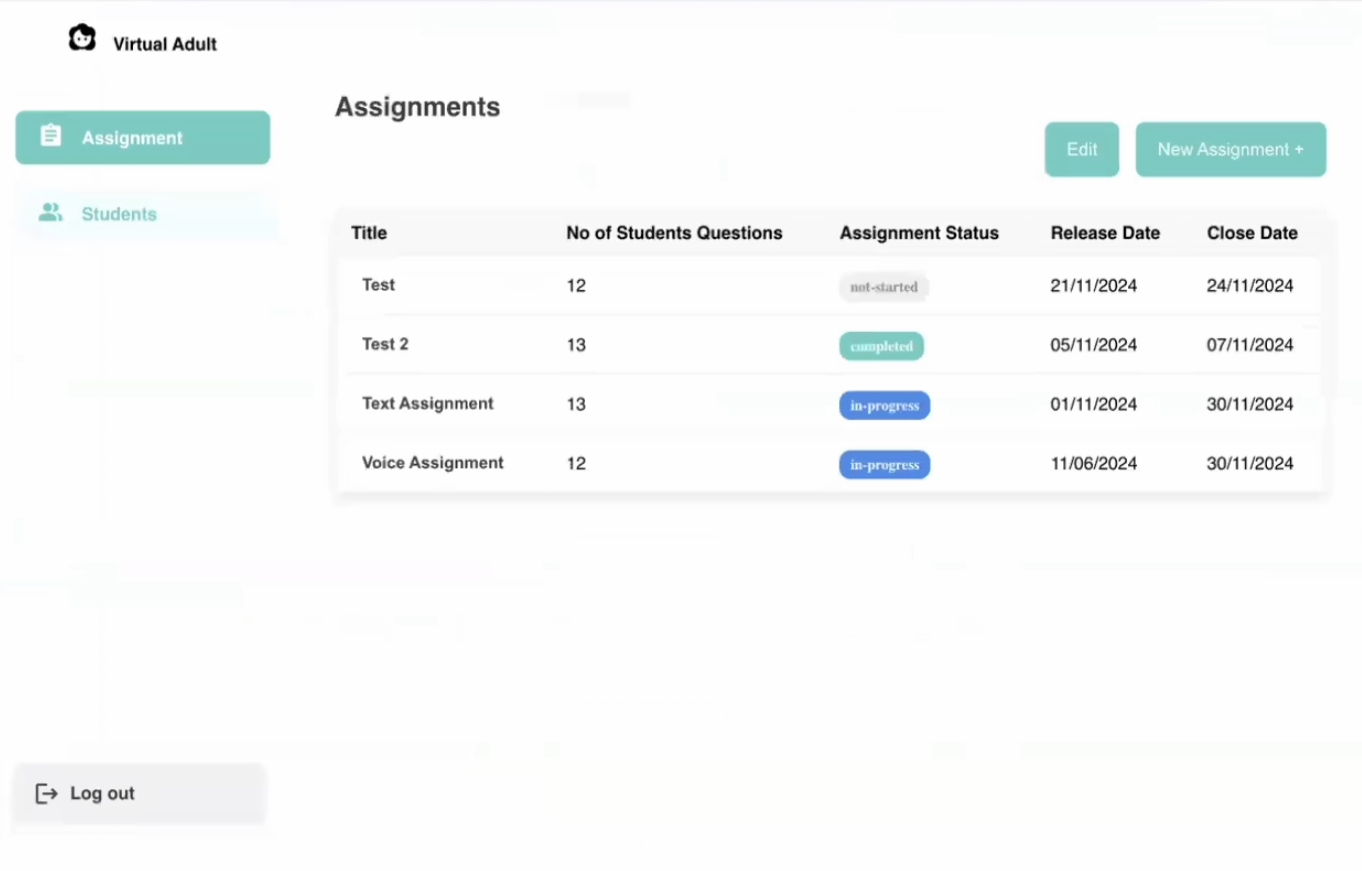 Virtual Adult
Assignments
Assignment
Edit
New Assignment +
Students
Title No of Students Questions Assignment Status Release Date Close Date
Test 12 not-started 21/11/2024 24/11/2024
Test 2 13 completed 05/11/2024 07/11/2024
Text Assignment 13 in-progress 01/11/2024 30/11/2024
Voice Assignment 12 in-progress 11/06/2024 30/11/2024
Log out